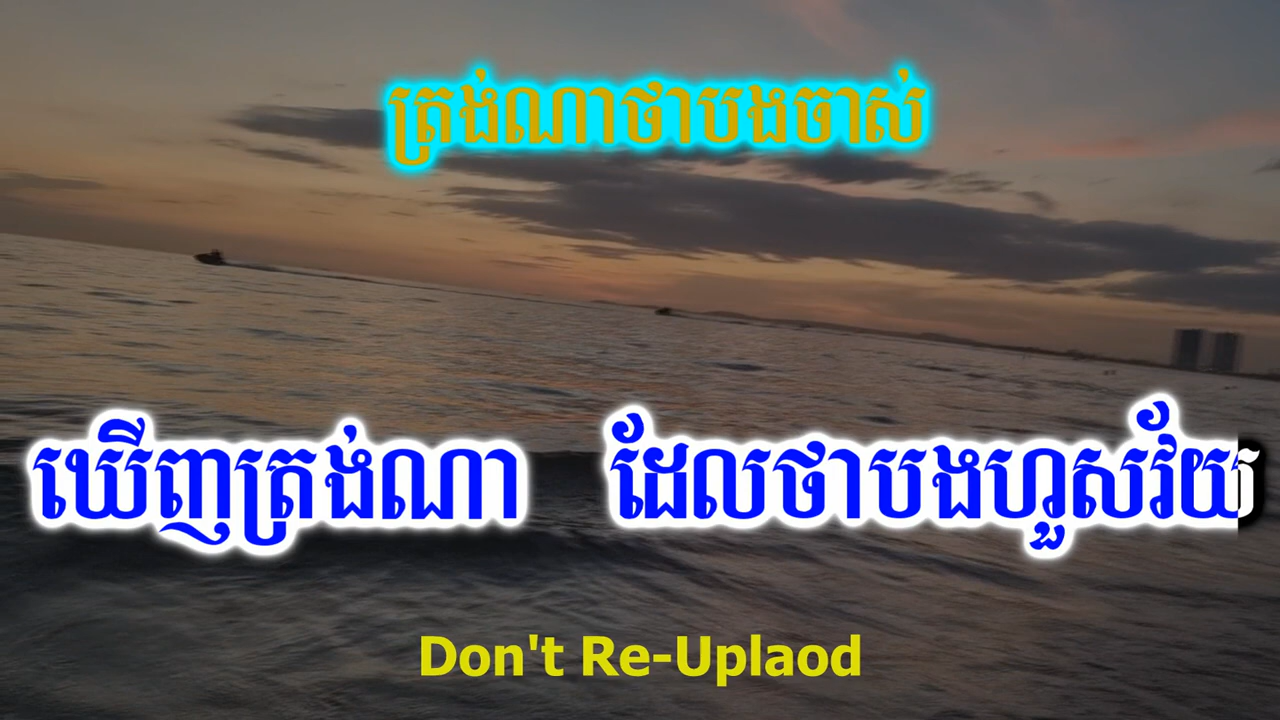 ត្រង់ណាថាបងចាស់
ឃើញត្រង់ណា ដែលថាបងហួសវ័យ
Don't Re-Uplaod